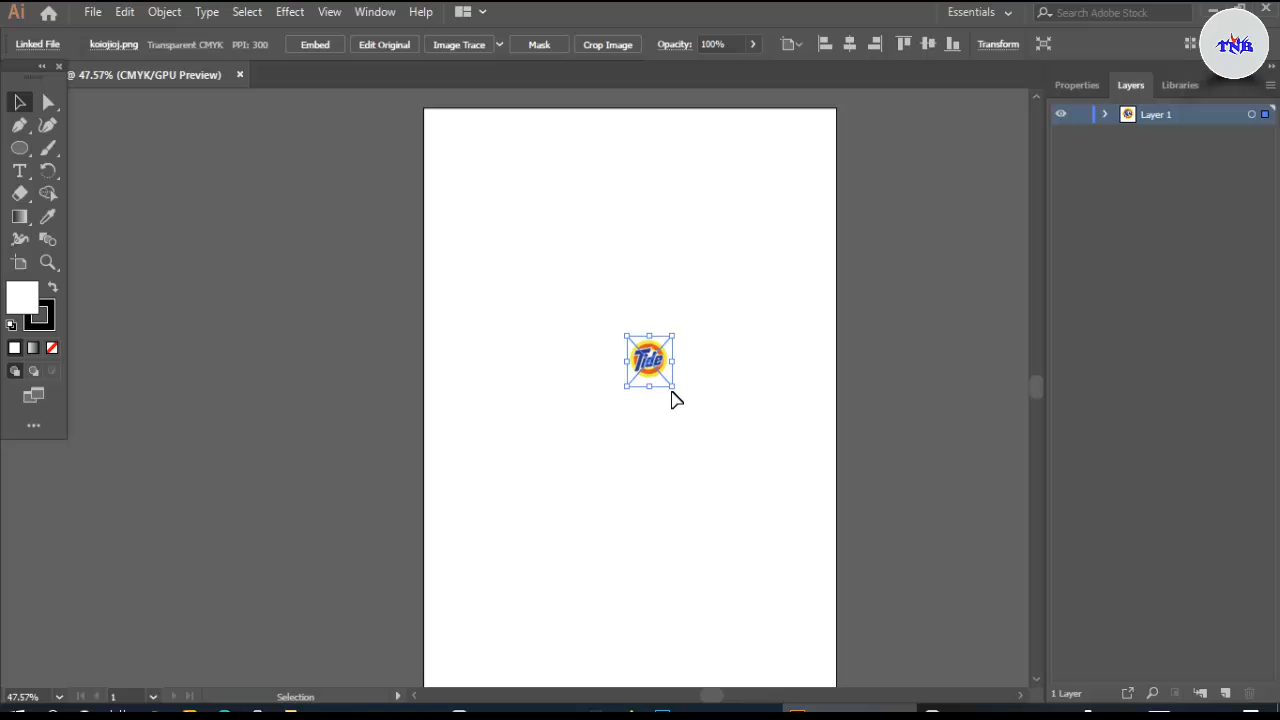 Ai File Edit Object Type Select Effect View Window Help Essentials Search Adobe Stock
Linked File koiojioj.png Transparent CMYK PPI: 300 Embed Edit Original Image Trace Mask Crop Image Opacity: 100% Transform
TNR
@ 47.57% (CMYK/GPU Preview) ×
Properties Layers Libraries
Layer 1
Tide
47.57% 1 Selection 1 Layer